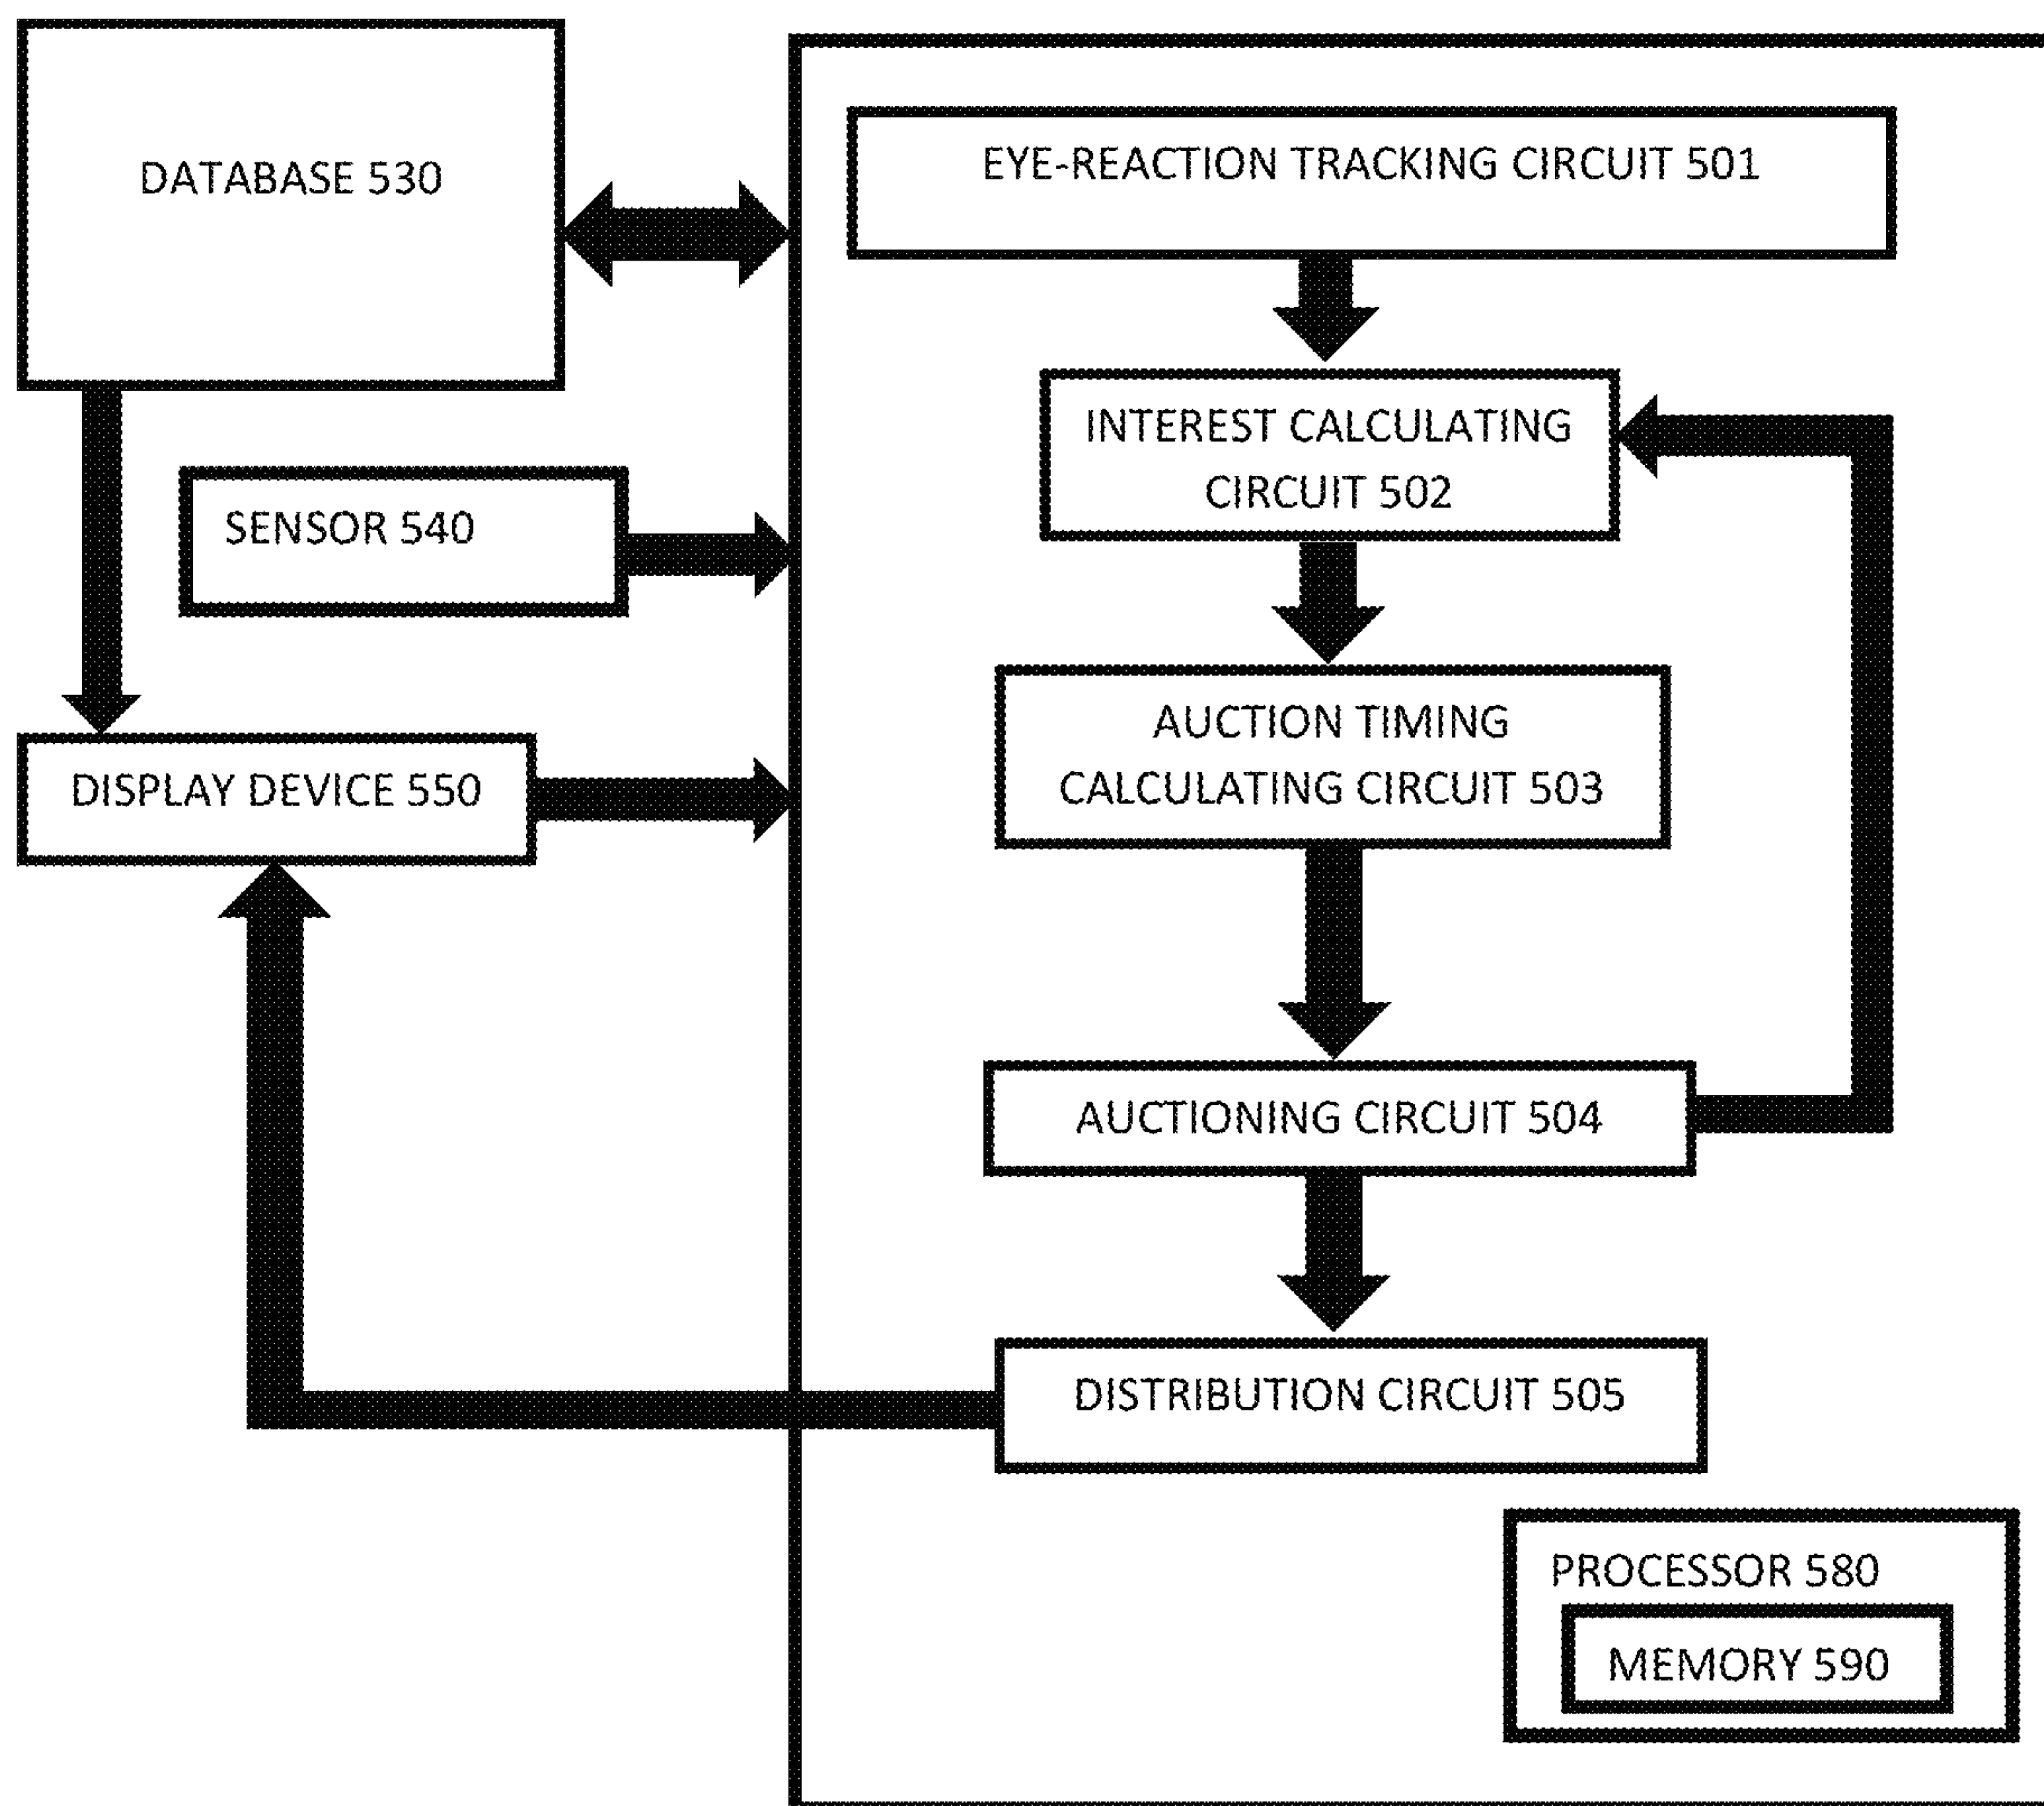 DATABASE 530
SENSOR 540
DISPLAY DEVICE 550
EYE-REACTION TRACKING CIRCUIT 501
INTEREST CALCULATING
CIRCUIT 502
AUCTION TIMING
CALCULATING CIRCUIT 503
AUCTIONING CIRCUIT 504
DISTRIBUTION CIRCUIT 505
PROCESSOR 580
MEMORY 590